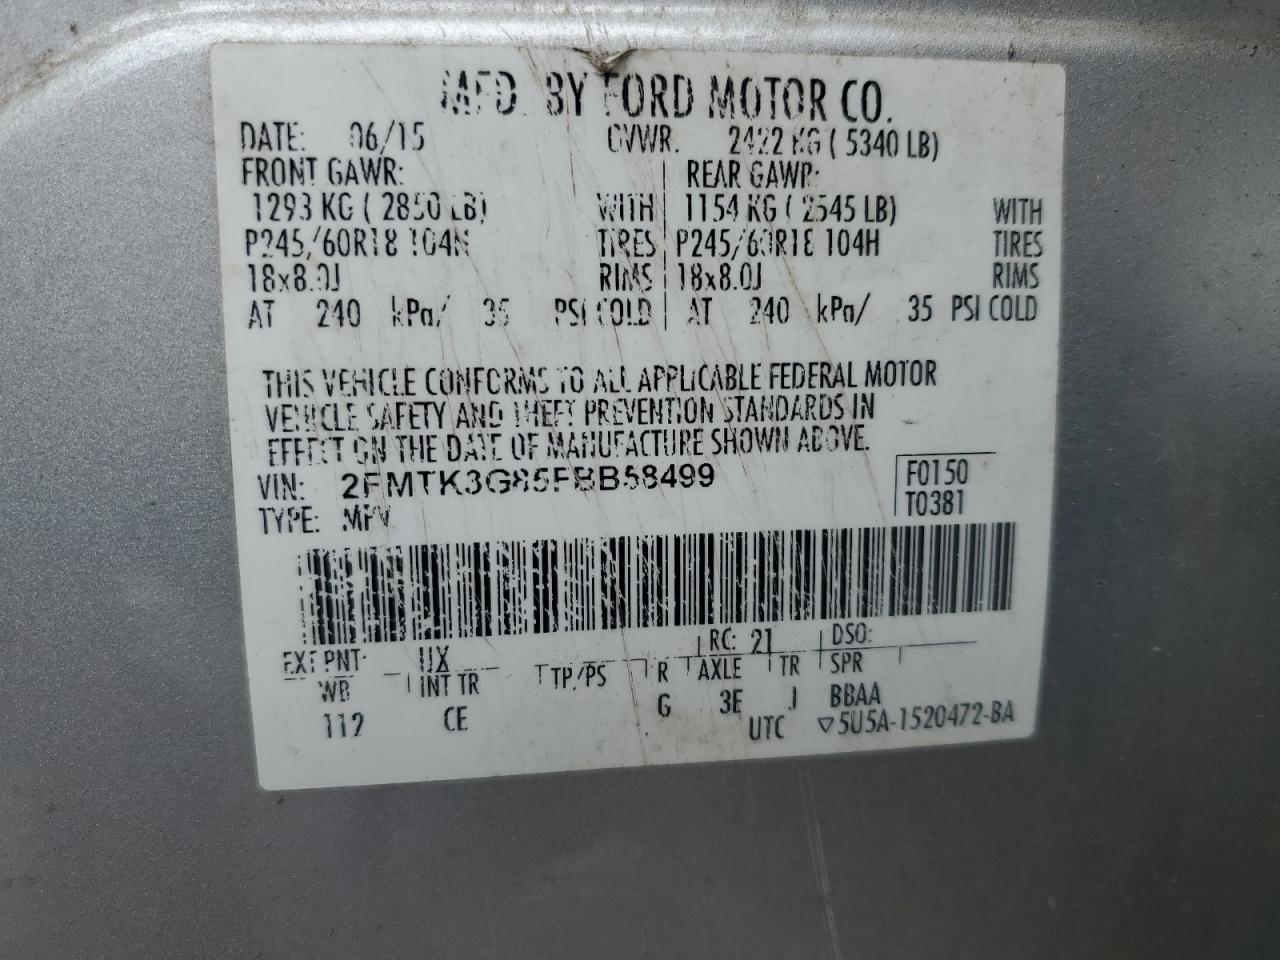 MFD. BY FORD MOTOR CO.
DATE: 06/15 GVWR. 2422 KG ( 5340 LB)
FRONT GAWR: REAR GAWR:
1293 KG ( 2850 LB) WITH 1154 KG ( 2545 LB) WITH
P245/60R18 104H TIRES P245/60R18 104H TIRES
18x8.0J RIMS 18x8.0J RIMS
AT 240 kPa/ 35 PSI COLD AT 240 kPa/ 35 PSI COLD
THIS VEHICLE CONFORMS TO ALL APPLICABLE FEDERAL MOTOR
VEHICLE SAFETY AND THEFT PREVENTION STANDARDS IN
EFFECT ON THE DATE OF MANUFACTURE SHOWN ABOVE.
VIN: 2FMTK3G85FBB58499 F0150
TYPE: MPV T0381
EXT PNT: UX RC: 21 DSO:
WB INT TR TP/PS R AXLE TR SPR
112 CE G 3E J BBAA
UTC ▽5U5A-1520472-BA